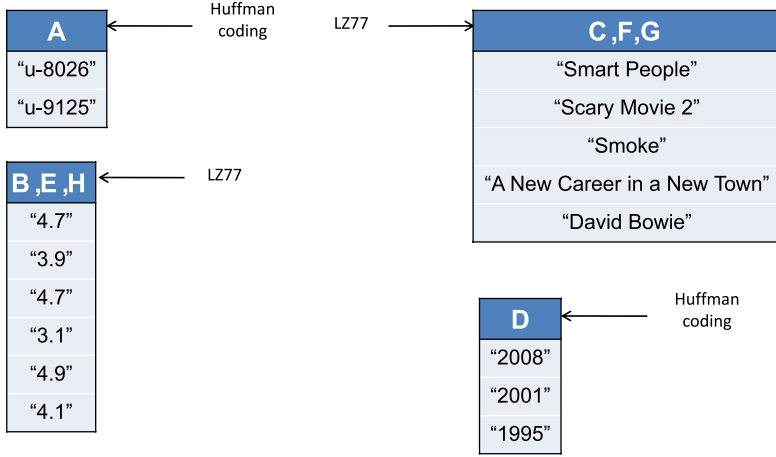 A
Huffman
coding
“u-8026”
“u-9125”
B ,E ,H
LZ77
“4.7”
“3.9”
“4.7”
“3.1”
“4.9”
“4.1”
LZ77
C ,F,G
“Smart People”
“Scary Movie 2”
“Smoke”
“A New Career in a New Town”
“David Bowie”
D
Huffman
coding
“2008”
“2001”
“1995”